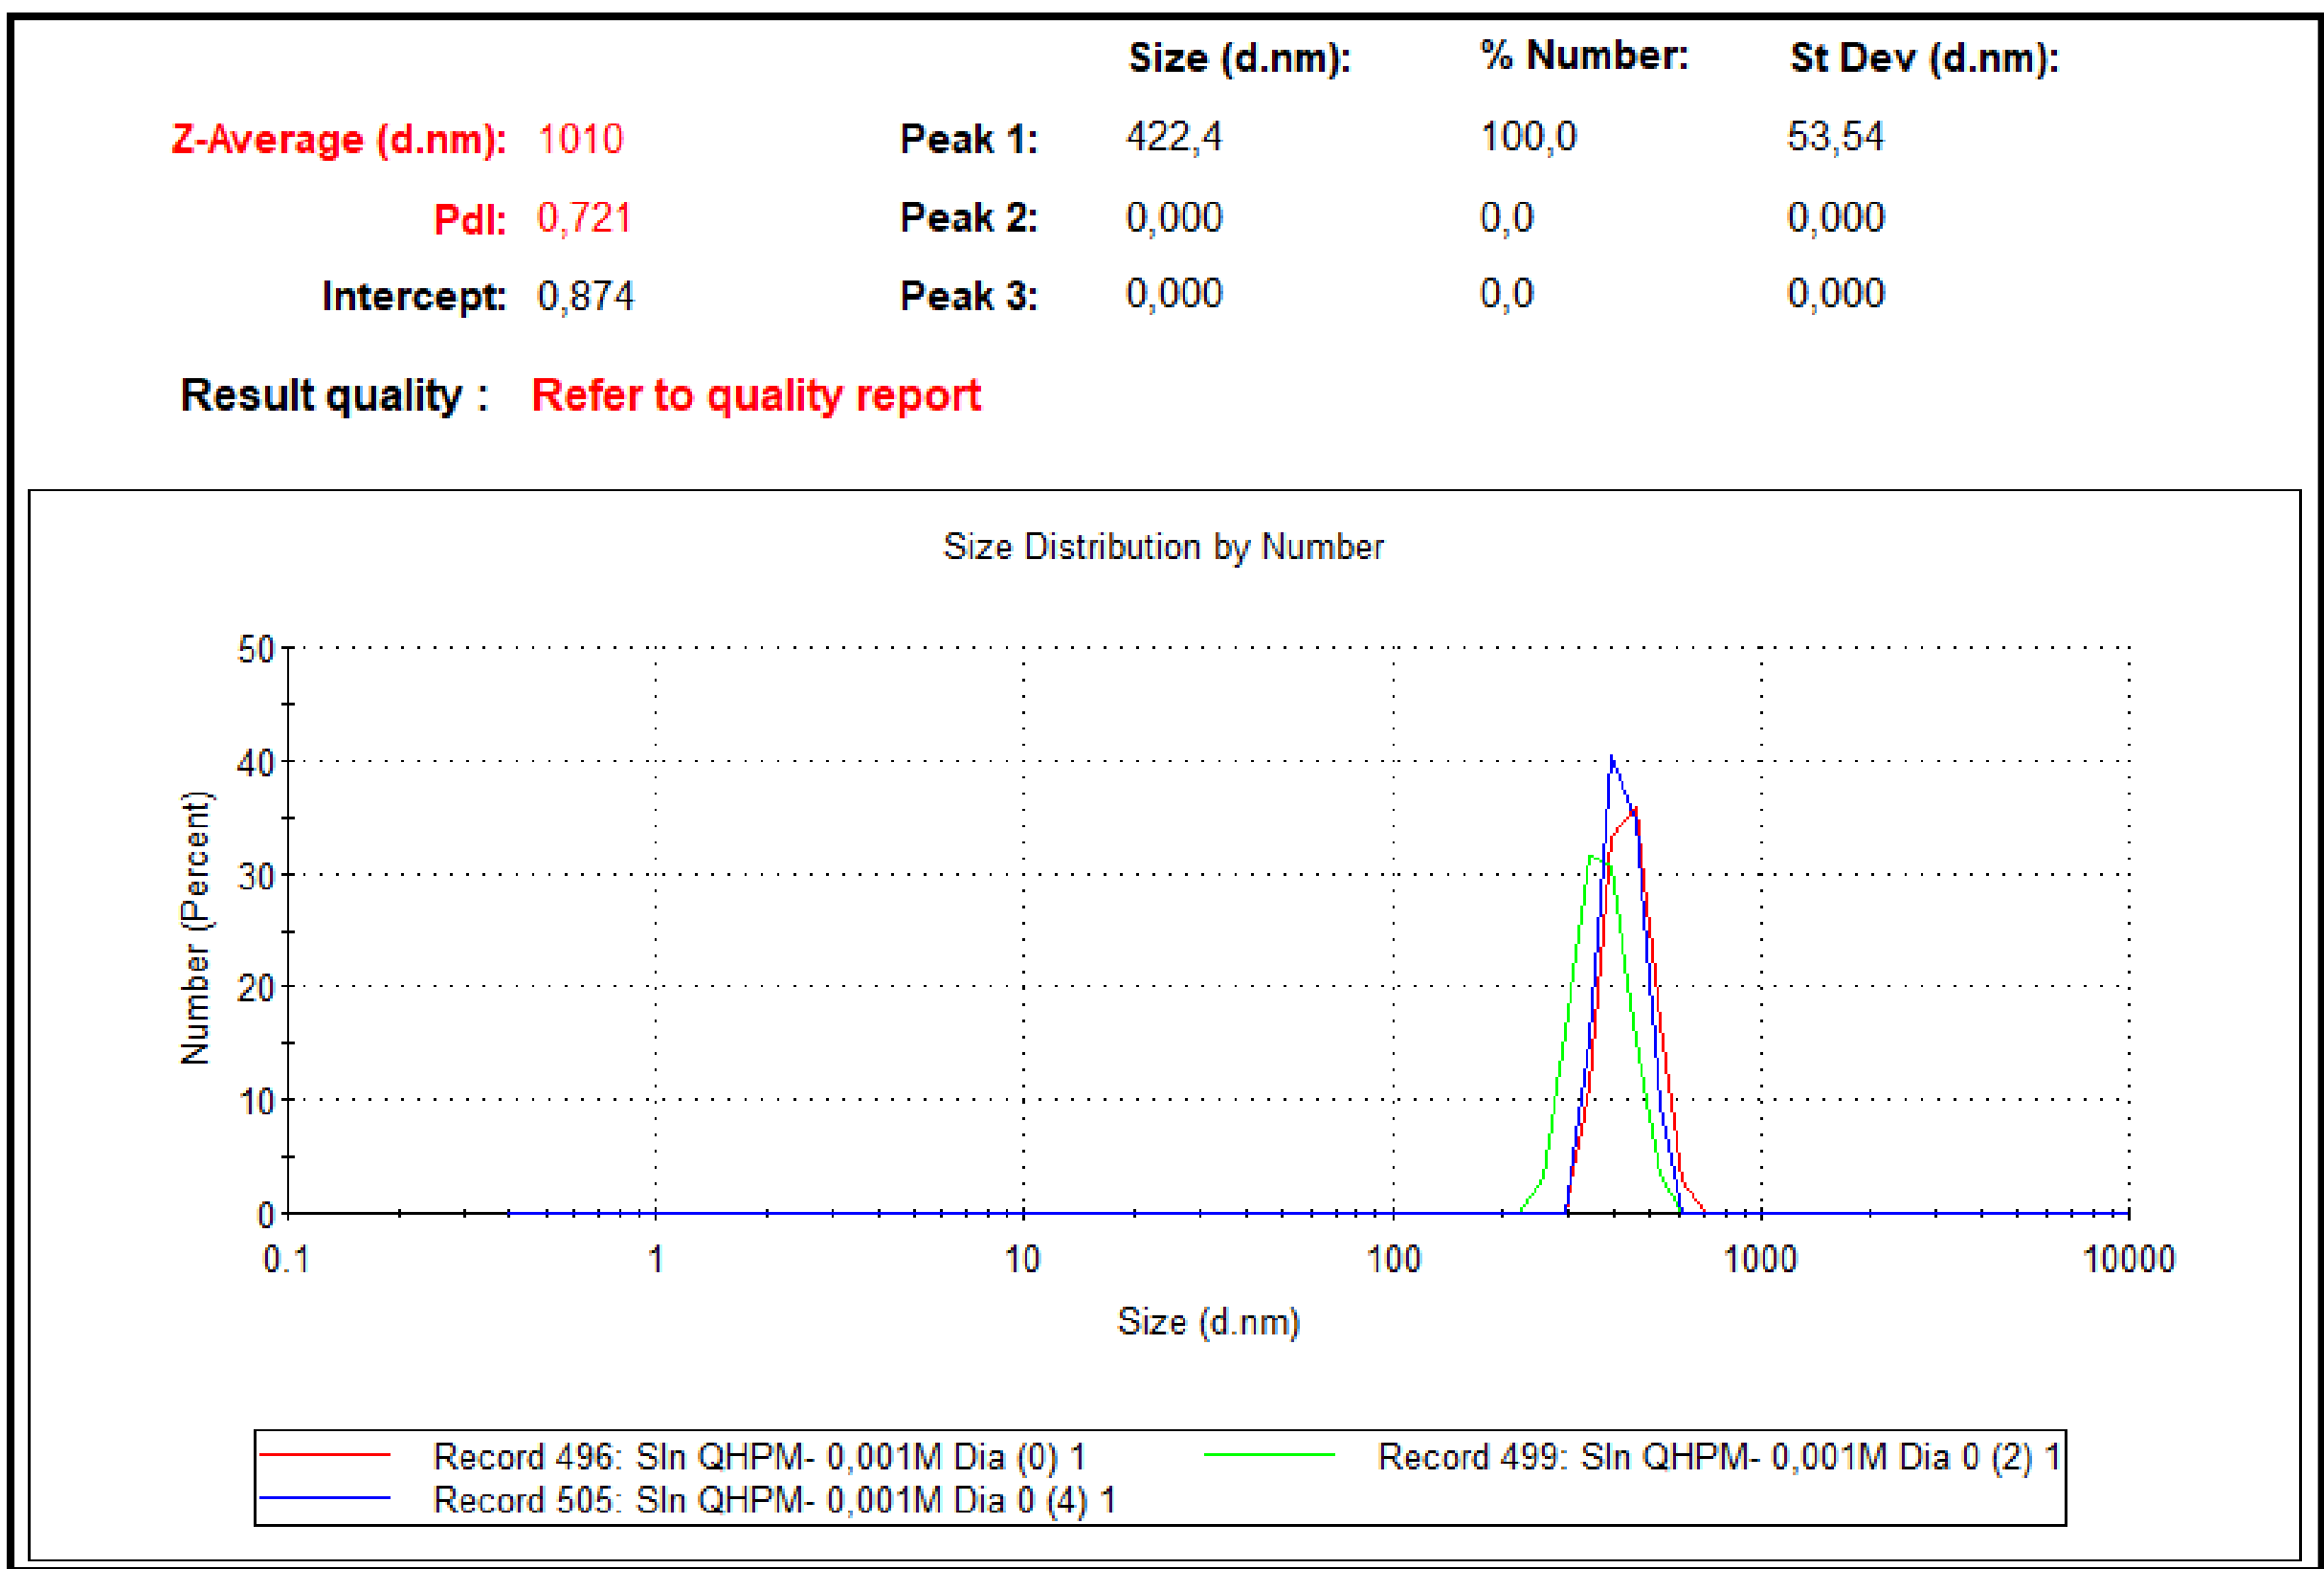 Size (d.nm): % Number: St Dev (d.nm):
Z-Average (d.nm): 1010 Peak 1: 422,4 100,0 53,54
PdI: 0,721 Peak 2: 0,000 0,0 0,000
Intercept: 0,874 Peak 3: 0,000 0,0 0,000
Result quality : Refer to quality report
Size Distribution by Number
50
40
30
20
10
0
Number (Percent)
0.1 1 10 100 1000 10000
Size (d.nm)
Record 496: Sln QHPM- 0,001M Dia (0) 1 Record 499: Sln QHPM- 0,001M Dia 0 (2) 1
Record 505: Sln QHPM- 0,001M Dia 0 (4) 1